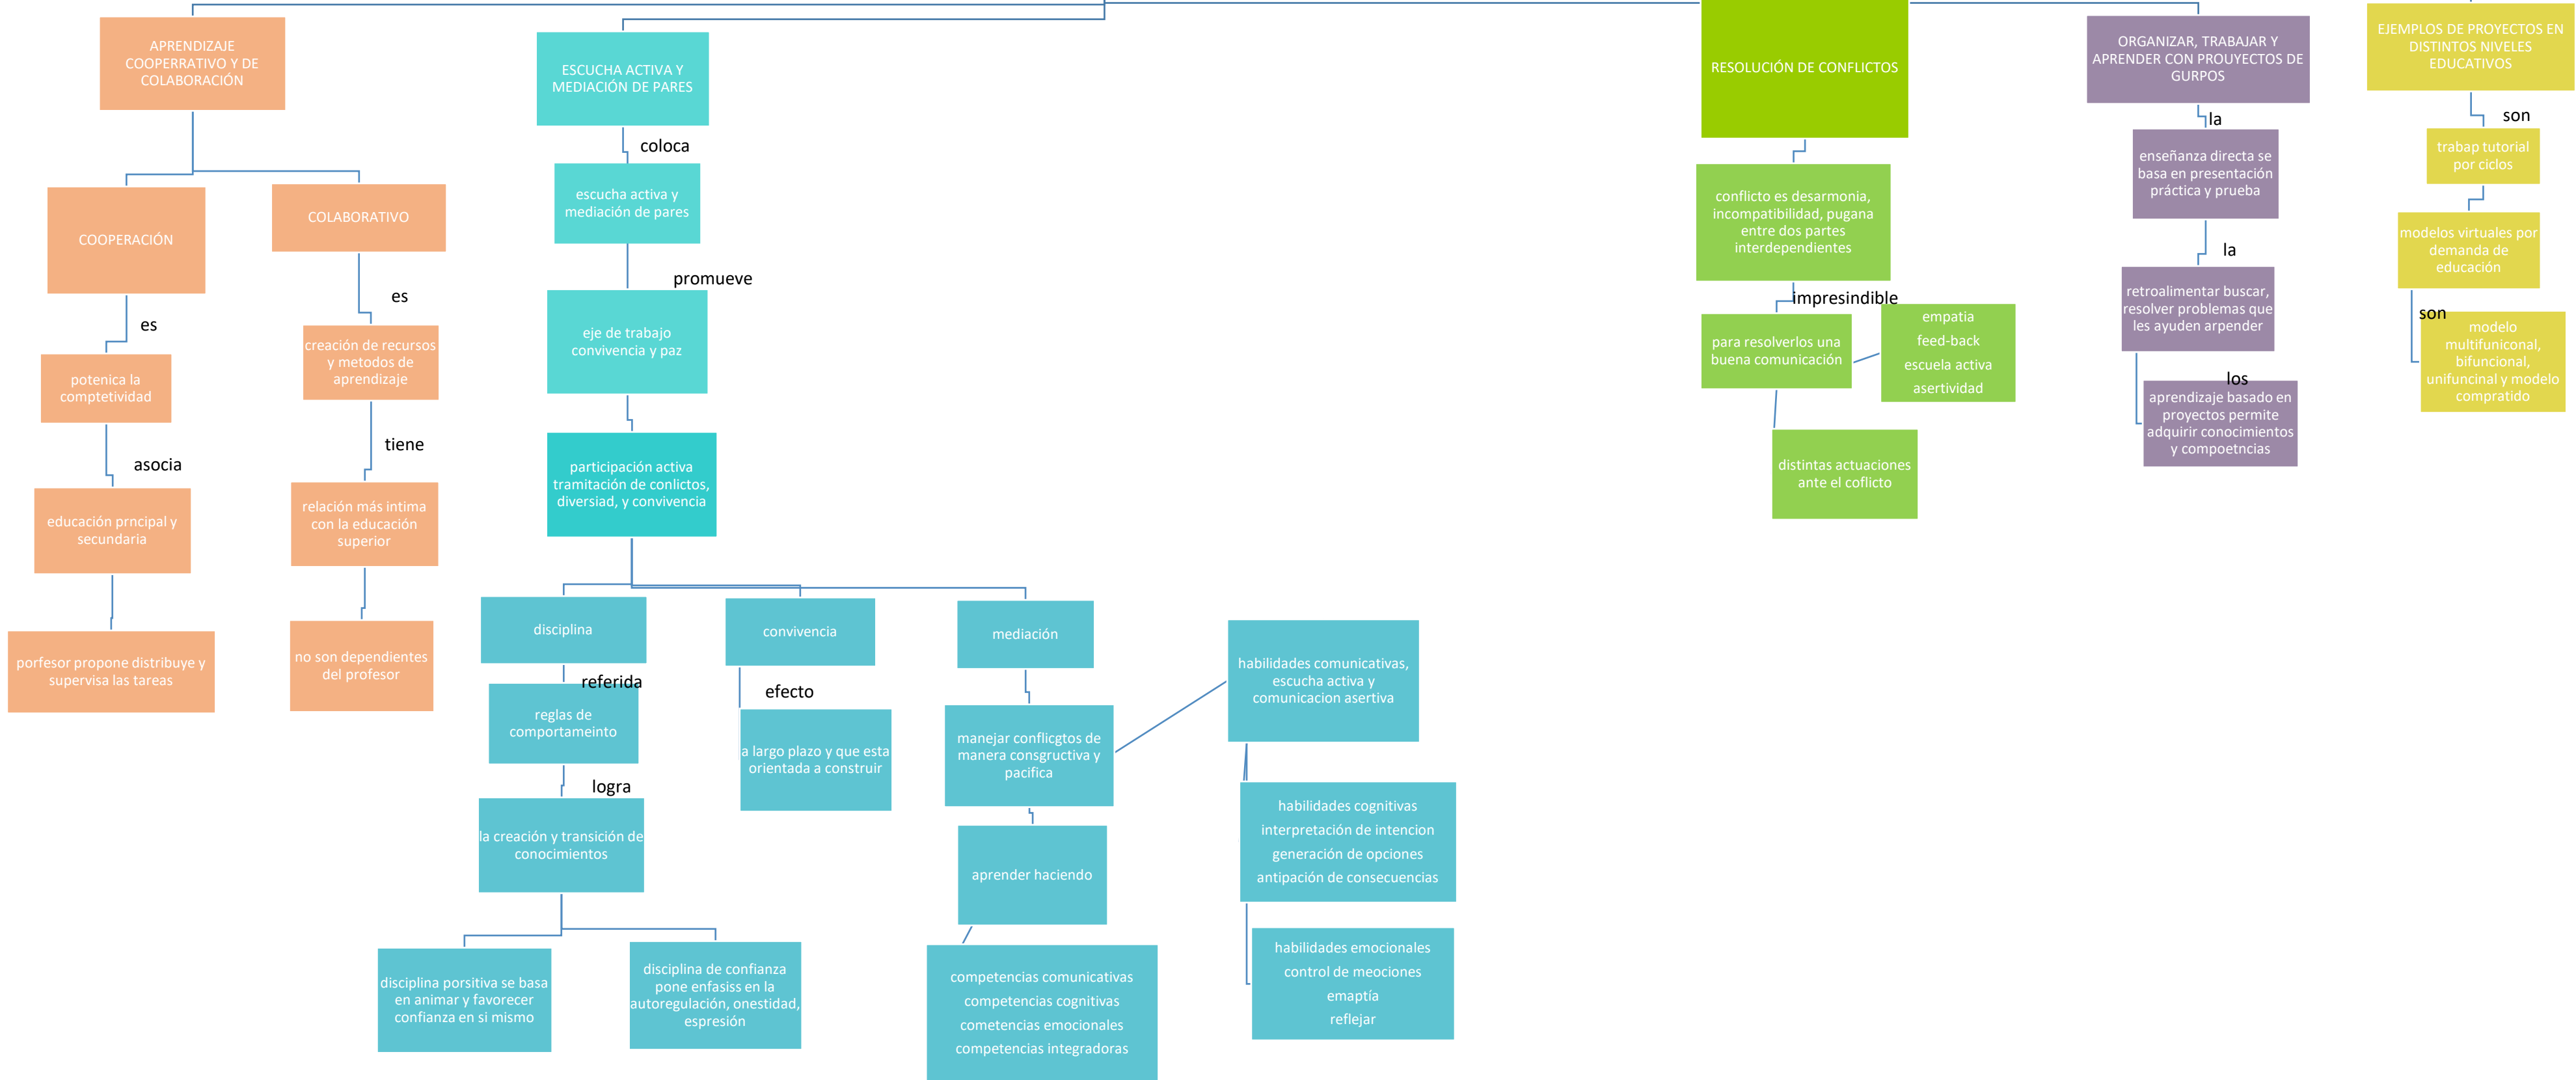 APRENDIZAJE
COOPERRATIVO Y DE
COLABORACIÓN
COOPERACIÓN
es
potenica la
comptetividad
asocia
educación prncipal y
secundaria
porfesor propone distribuye y
supervisa las tareas
COLABORATIVO
es
creación de recursos
y metodos de
aprendizaje
tiene
relación más intima
con la educación
superior
no son dependientes
del profesor
ESCUCHA ACTIVA Y
MEDIACIÓN DE PARES
coloca
escucha activa y
mediación de pares
promueve
eje de trabajo
convivencia y paz
participación activa
tramitación de conlictos,
diversiad, y convivencia
disciplina
referida
reglas de
comportameinto
logra
la creación y transición de
conocimientos
disciplina porsitiva se basa
en animar y favorecer
confianza en si mismo
disciplina de confianza
pone enfasiss en la
autoregulación, onestidad,
espresión
convivencia
efecto
a largo plazo y que esta
orientada a construir
mediación
manejar conflicgtos de
manera consgructiva y
pacifica
aprender haciendo
competencias comunicativas
competencias cognitivas
cometencias emocionales
competencias integradoras
habilidades comunicativas,
escucha activa y
comunicacion asertiva
habilidades cognitivas
interpretación de intencion
generación de opciones
antipación de consecuencias
habilidades emocionales
control de meociones
emaptía
reflejar
RESOLUCIÓN DE CONFLICTOS
conflicto es desarmonia,
incompatibilidad, pugana
entre dos partes
interdependientes
impresindible
para resolverlos una
buena comunicación
empatia
feed-back
escuela activa
asertividad
distintas actuaciones
ante el coflicto
ORGANIZAR, TRABAJAR Y
APRENDER CON PROUYECTOS DE
GURPOS
la
enseñanza directa se
basa en presentación
práctica y prueba
la
retroalimentar buscar,
resolver problemas que
les ayuden arpender
los
aprendizaje basado en
proyectos permite
adquirir conocimientos
y compoetncias
EJEMPLOS DE PROYECTOS EN
DISTINTOS NIVELES
EDUCATIVOS
son
trabap tutorial
por ciclos
modelos virtuales por
demanda de
educación
son
modelo
multifuniconal,
bifuncional,
unifuncinal y modelo
compratido